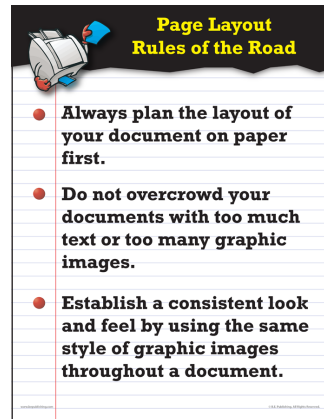 Page Layout
Rules of the Road
Always plan the layout of
your document on paper
first.
Do not overcrowd your
documents with too much
text or too many graphic
images.
Establish a consistent look
and feel by using the same
style of graphic images
throughout a document.